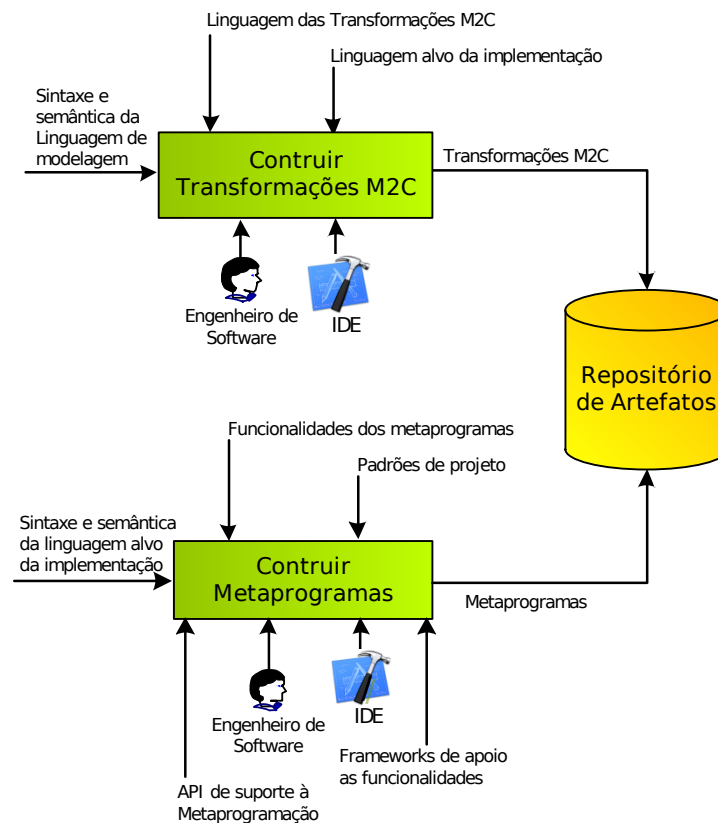 Linguagem das Transformações M2C
Linguagem alvo da implementação
Sintaxe e
semântica da
Linguagem de
modelagem
Contruir
Transformações M2C
Transformações M2C
Engenheiro de
Software
IDE
Repositório
de Artefatos
Funcionalidades dos metaprogramas
Padrões de projeto
Sintaxe e semântica
da linguagem alvo
da implementação
Contruir
Metaprogramas
Metaprogramas
Engenheiro de
Software
IDE
Frameworks de apoio
as funcionalidades
API de suporte à
Metaprogramação